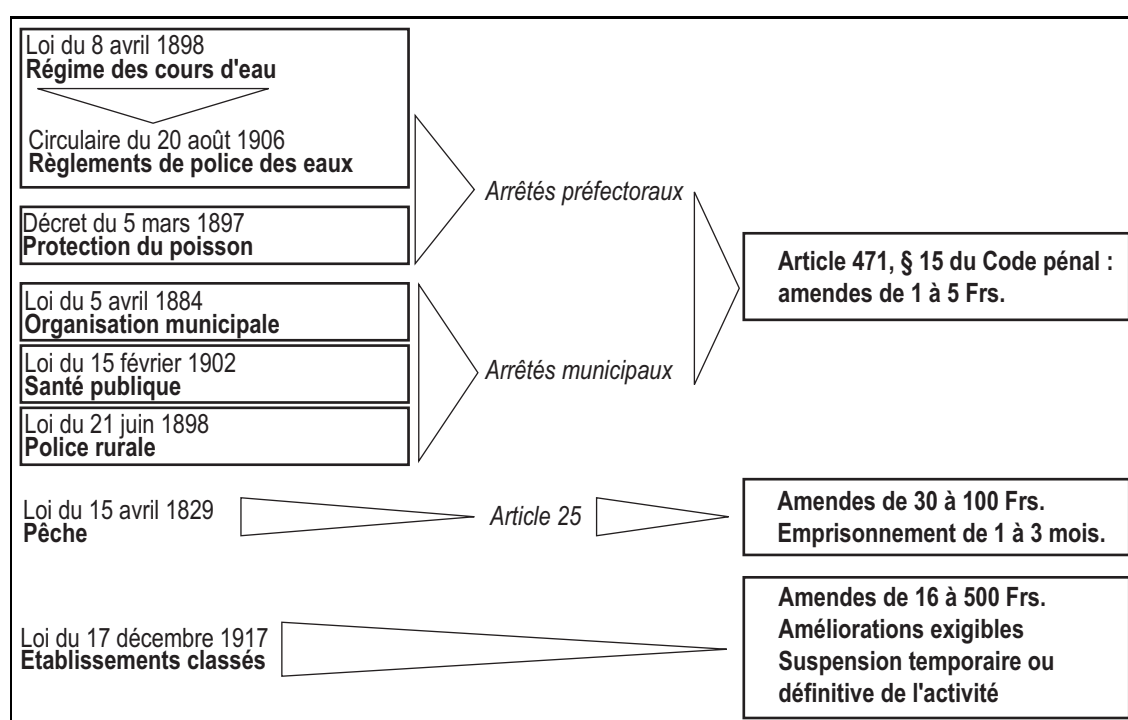 Loi du 8 avril 1898
Régime des cours d'eau
Circulaire du 20 août 1906
Règlements de police des eaux
Décret du 5 mars 1897
Protection du poisson
Arrêtés préfectoraux
Loi du 5 avril 1884
Organisation municipale
Loi du 15 février 1902
Santé publique
Loi du 21 juin 1898
Police rurale
Arrêtés municipaux
Article 471, § 15 du Code pénal :
amendes de 1 à 5 Frs.
Loi du 15 avril 1829
Pêche
Article 25
Amendes de 30 à 100 Frs.
Emprisonnement de 1 à 3 mois.
Loi du 17 décembre 1917
Etablissements classés
Amendes de 16 à 500 Frs.
Améliorations exigibles
Suspension temporaire ou
définitive de l'activité